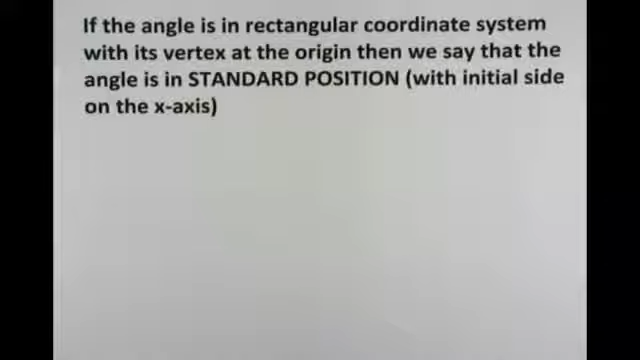 If the angle is in rectangular coordinate system
with its vertex at the origin then we say that the
angle is in STANDARD POSITION (with initial side
on the x-axis)